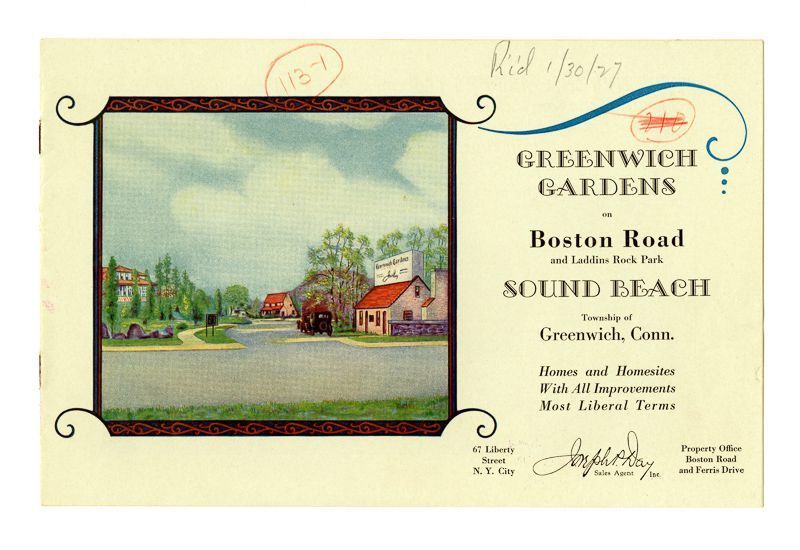 113-1
R'id 1/30/27
210
GREENWICH
GARDENS
on
Boston Road
and Laddins Rock Park
SOUND BEACH
Township of
Greenwich, Conn.
Homes and Homesites
With All Improvements
Most Liberal Terms
67 Liberty
Street
N. Y. City
Joseph P. Day
Sales Agent Inc.
Property Office
Boston Road
and Ferris Drive
Greenwich Gardens